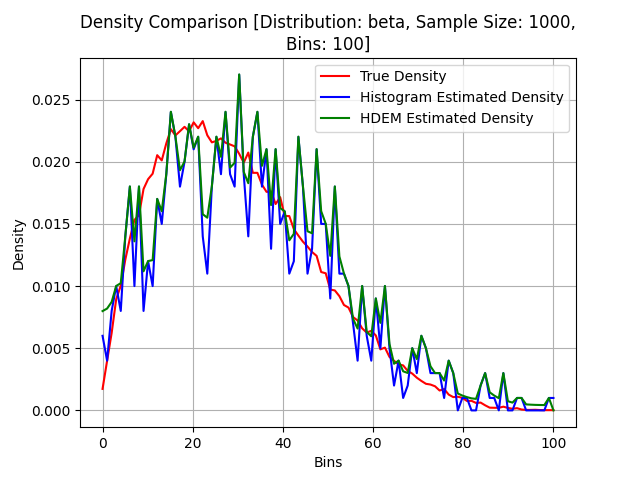 Density Comparison [Distribution: beta, Sample Size: 1000,
Bins: 100]
True Density
Histogram Estimated Density
HDEM Estimated Density
Density
0.025
0.020
0.015
0.010
0.005
0.000
0 20 40 60 80 100
Bins